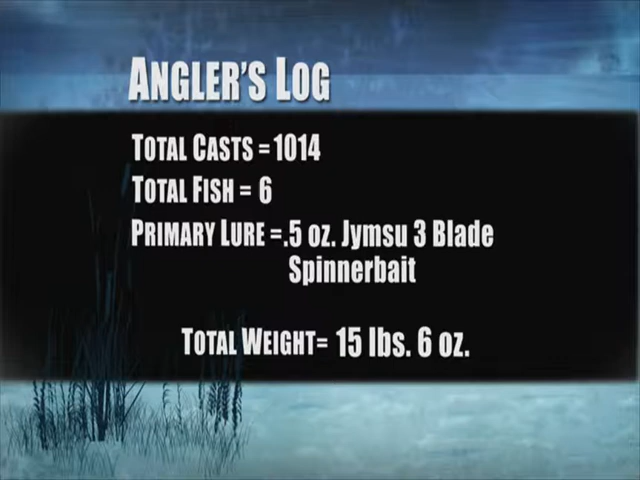 ANGLER'S LOG
TOTAL CASTS =1014
TOTAL FISH = 6
PRIMARY LURE =.5 oz. Jymsu 3 Blade
Spinnerbait
TOTAL WEIGHT= 15 lbs. 6 oz.